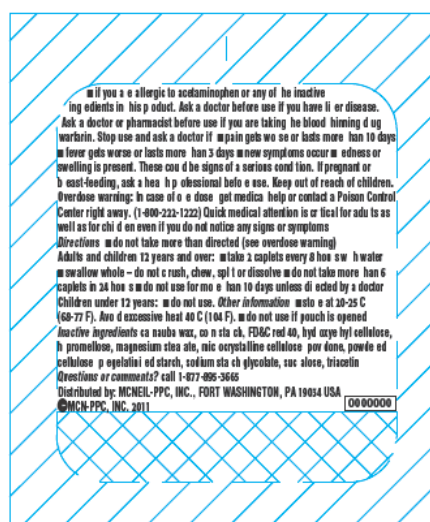 ■ if you a e allergic to acetaminophen or any of he inactive
ing edients in his p oduct. Ask a doctor before use if you have li er disease.
Ask a doctor or pharmacist before use if you are taking he blood hinning d ug
warfarin. Stop use and ask a doctor if ■ pain gets wo se or lasts more han 10 days
■ fever gets worse or lasts more han 3 days ■ new symptoms occur ■ edness or
swelling is present. These cou d be signs of a serious cond tion. If pregnant or
b east-feeding, ask a hea h p ofessional befo e use. Keep out of reach of children.
Overdose warning: In case of o e dose get medica help or contact a Poison Control
Center right away. (1-800-222-1222) Quick medical attention is cr tical for adu ts as
well as for chi d en even if you do not notice any signs or symptoms
Directions ■ do not take more than directed (see overdose warning)
Adults and children 12 years and over: ■ take 2 caplets every 8 hou s w h water
■ swallow whole – do not c rush, chew, spl t or dissolve ■ do not take more han 6
caplets in 24 hou s ■ do not use for mo e han 10 days unless di ected by a doctor
Children under 12 years: ■ do not use. Other information ■ sto e at 20-25 C
(68-77 F). Avo d excessive heat 40 C (104 F). ■ do not use if pouch is opened
Inactive ingredients ca nauba wax, co n sta ch, FD&C red 40, hyd oxye hyl cellulose,
h promellose, magnesium stea ate, mic ocrystalline cellulose pov done, powde ed
cellulose p egelatini ed starch, sodium sta ch glycolate, suc alose, triacetin
Questions or comments? call 1-877-895-3665
Distributed by: MCNEIL-PPC, INC., FORT WASHINGTON, PA 19034 USA
©MCN-PPC, INC. 2011
0000000